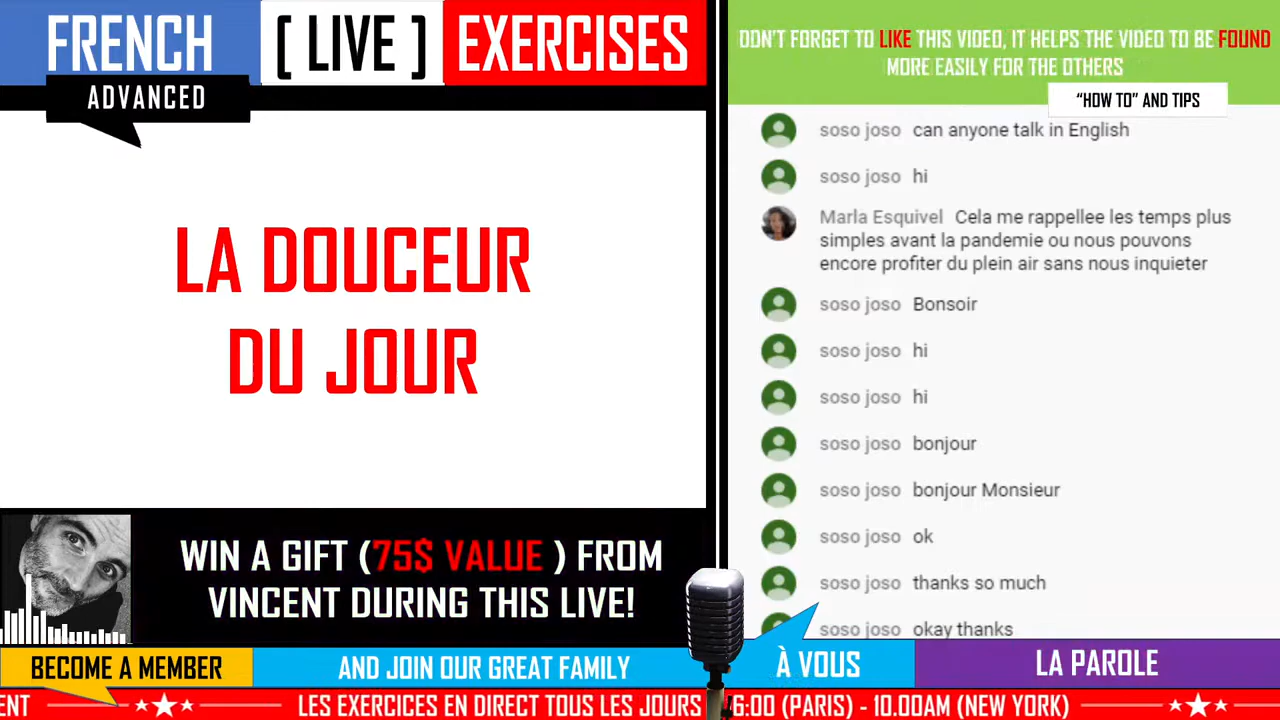 FRENCH [ LIVE ] EXERCISES
ADVANCED
LA DOUCEUR
DU JOUR
WIN A GIFT (75$ VALUE ) FROM
VINCENT DURING THIS LIVE!
BECOME A MEMBER
AND JOIN OUR GREAT FAMILY
DON'T FORGET TO LIKE THIS VIDEO, IT HELPS THE VIDEO TO BE FOUND
MORE EASILY FOR THE OTHERS
"HOW TO" AND TIPS
soso joso can anyone talk in English
soso joso hi
Marla Esquivel Cela me rappellee les temps plus
simples avant la pandemie ou nous pouvons
encore profiter du plein air sans nous inquieter
soso joso Bonsoir
soso joso hi
soso joso hi
soso joso bonjour
soso joso bonjour Monsieur
soso joso ok
soso joso thanks so much
soso joso okay thanks
À VOUS
LA PAROLE
ENT LES EXERCICES EN DIRECT TOUS LES JOURS 6:00 (PARIS) - 10.00AM (NEW YORK)